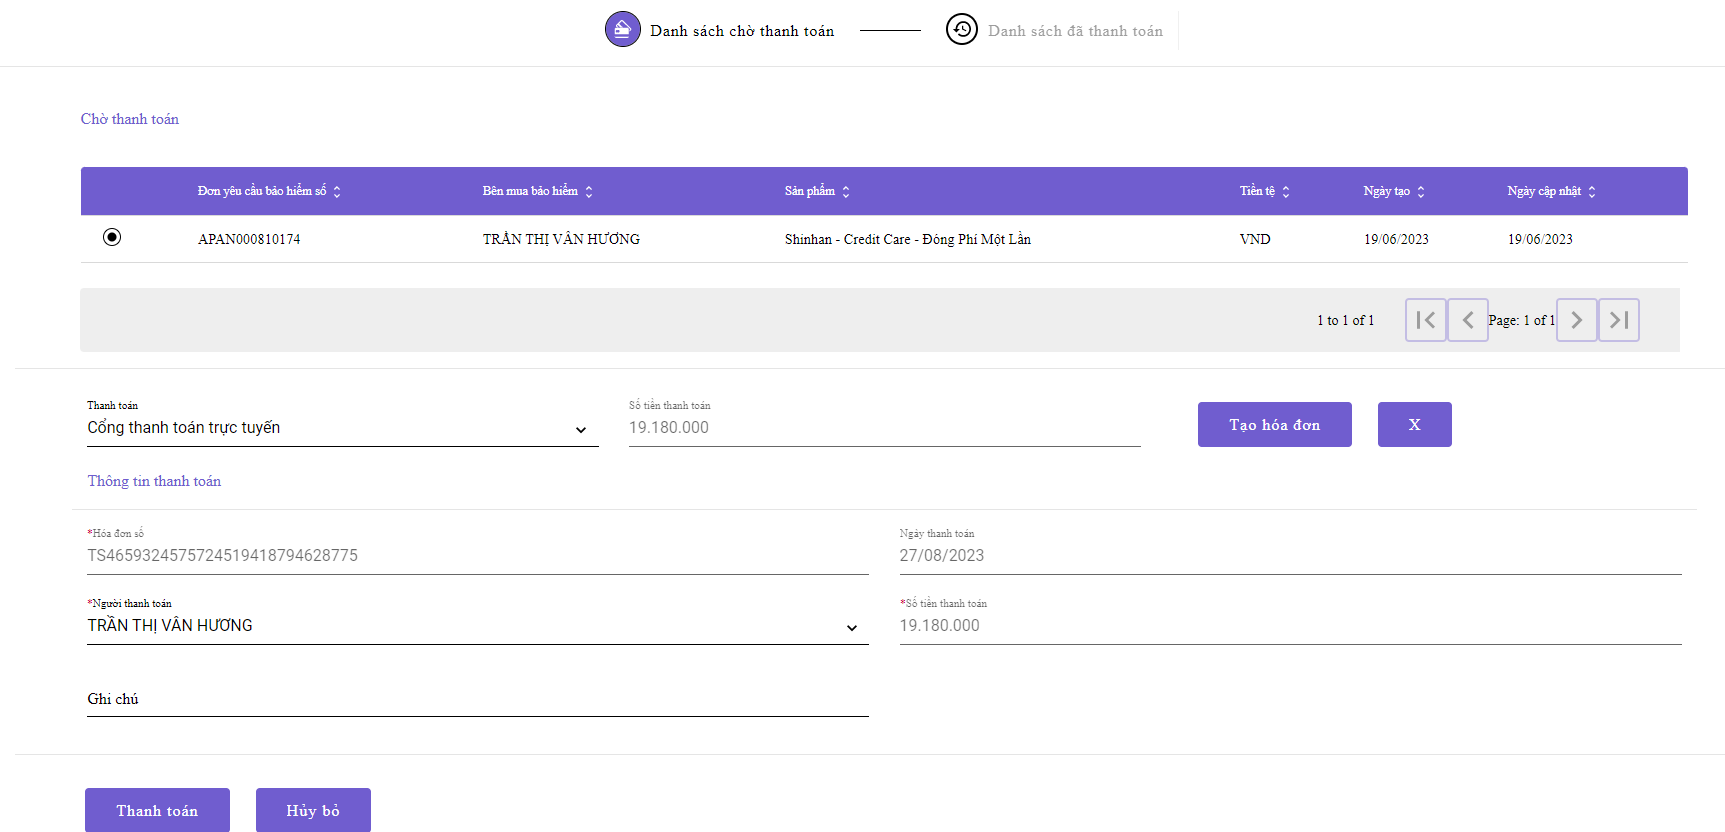 Danh sách chờ thanh toán Danh sách đã thanh toán
Chờ thanh toán
Đơn yêu cầu bảo hiểm số Bên mua bảo hiểm Sản phẩm Tiền tệ Ngày tạo Ngày cập nhật
APAN000810174 TRẦN THỊ VÂN HƯƠNG Shinhan - Credit Care - Đóng Phí Một Lần VND 19/06/2023 19/06/2023
1 to 1 of 1 Page: 1 of 1
Thanh toán Số tiền thanh toán
Cổng thanh toán trực tuyến 19.180.000 Tạo hóa đơn X
Thông tin thanh toán
*Hóa đơn số Ngày thanh toán
TS4659324575724519418794628775 27/08/2023
*Người thanh toán *Số tiền thanh toán
TRẦN THỊ VÂN HƯƠNG 19.180.000
Ghi chú
Thanh toán Hủy bỏ